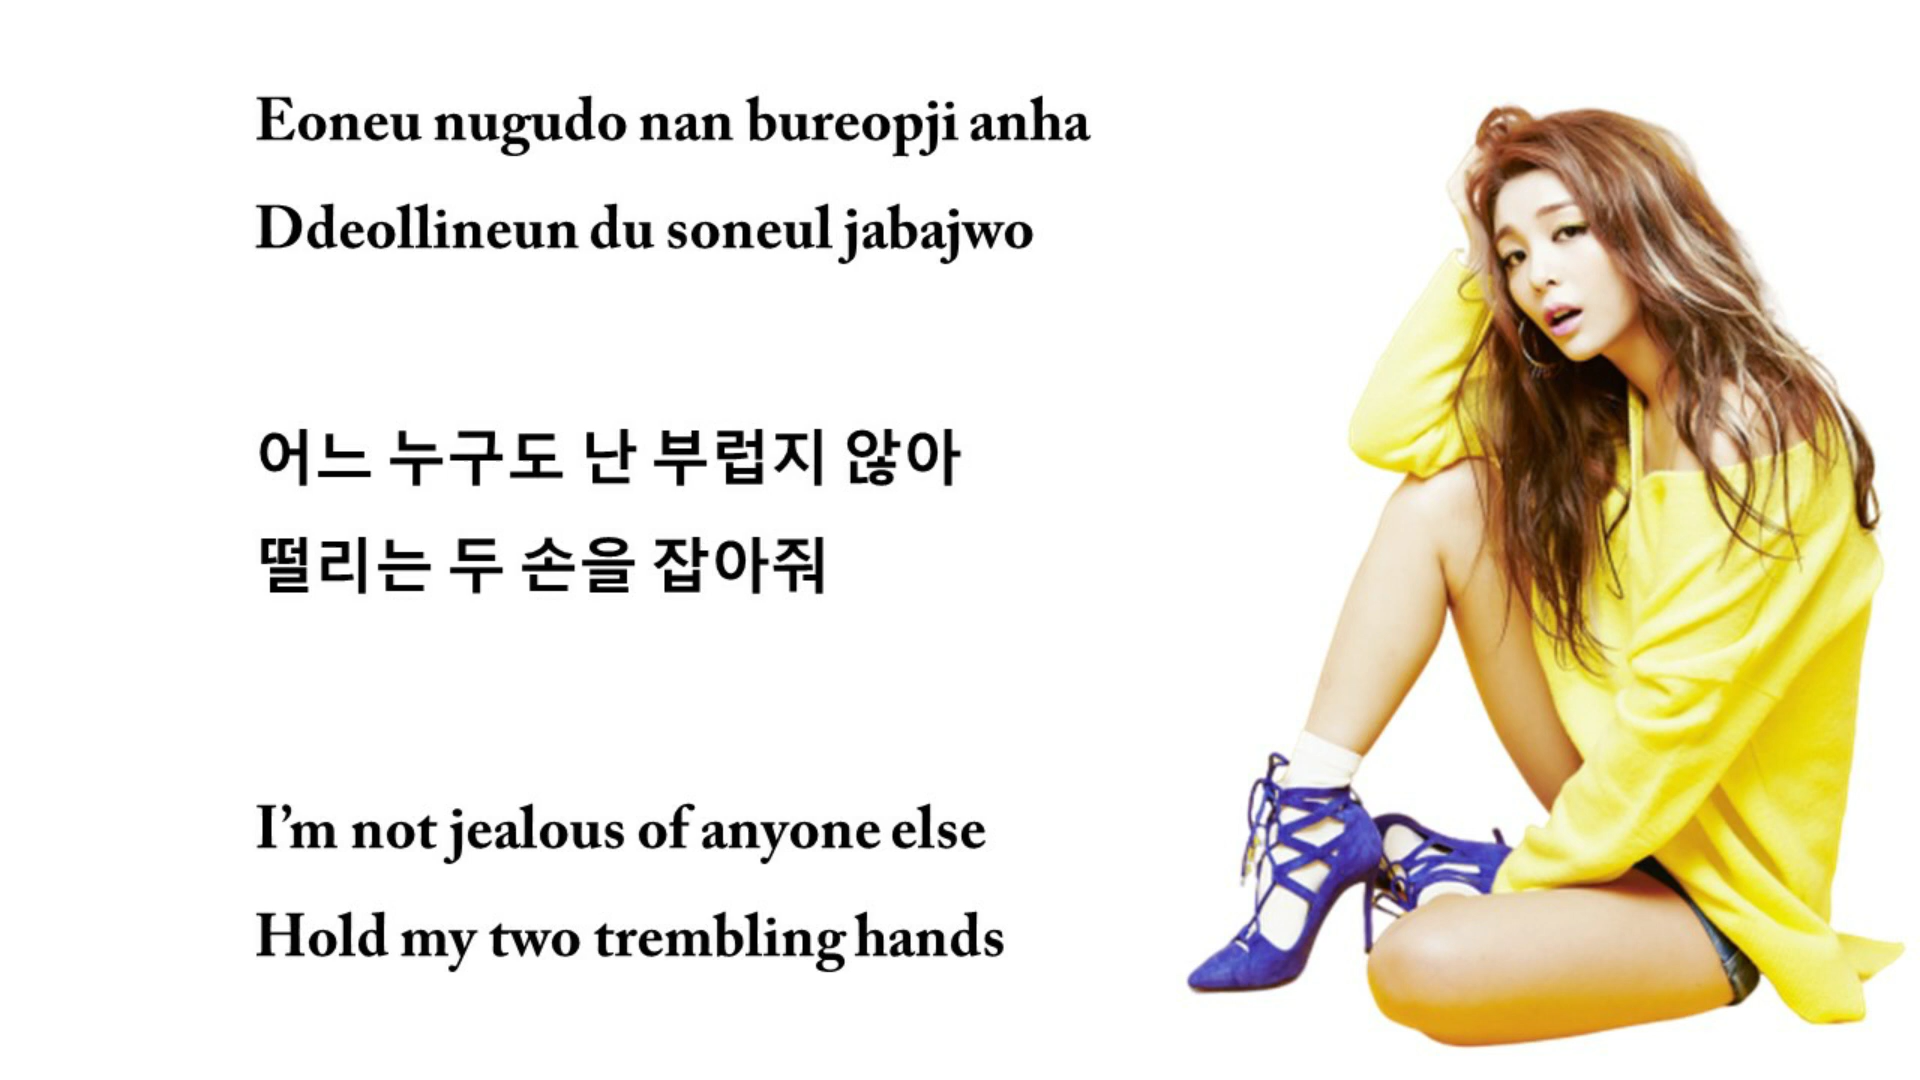 Eoneu nugudo nan bureopji anha
Ddeollineun du soneul jabajwo
어느 누구도 난 부럽지 않아
떨리는 두 손을 잡아줘
I’m not jealous of anyone else
Hold my two trembling hands